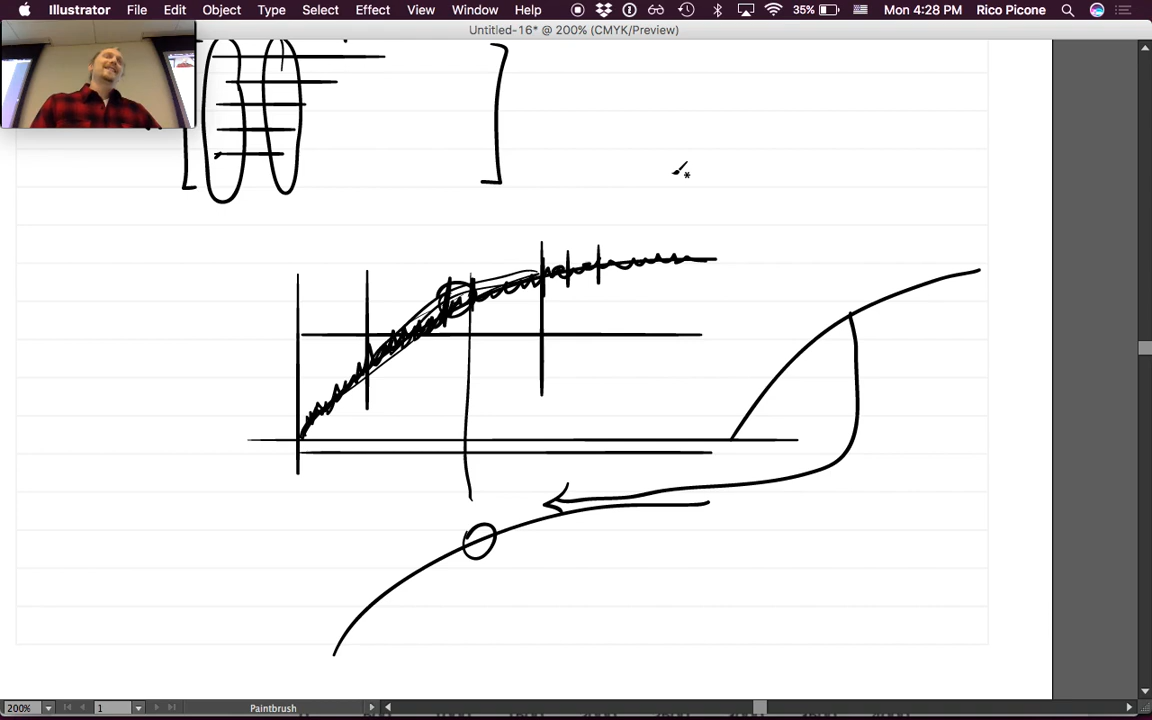 Illustrator File Edit Object Type Select Effect View Window Help 35% Mon 4:28 PM Rico Picone
Untitled-16* @ 200% (CMYK/Preview)
200% 1 Paintbrush